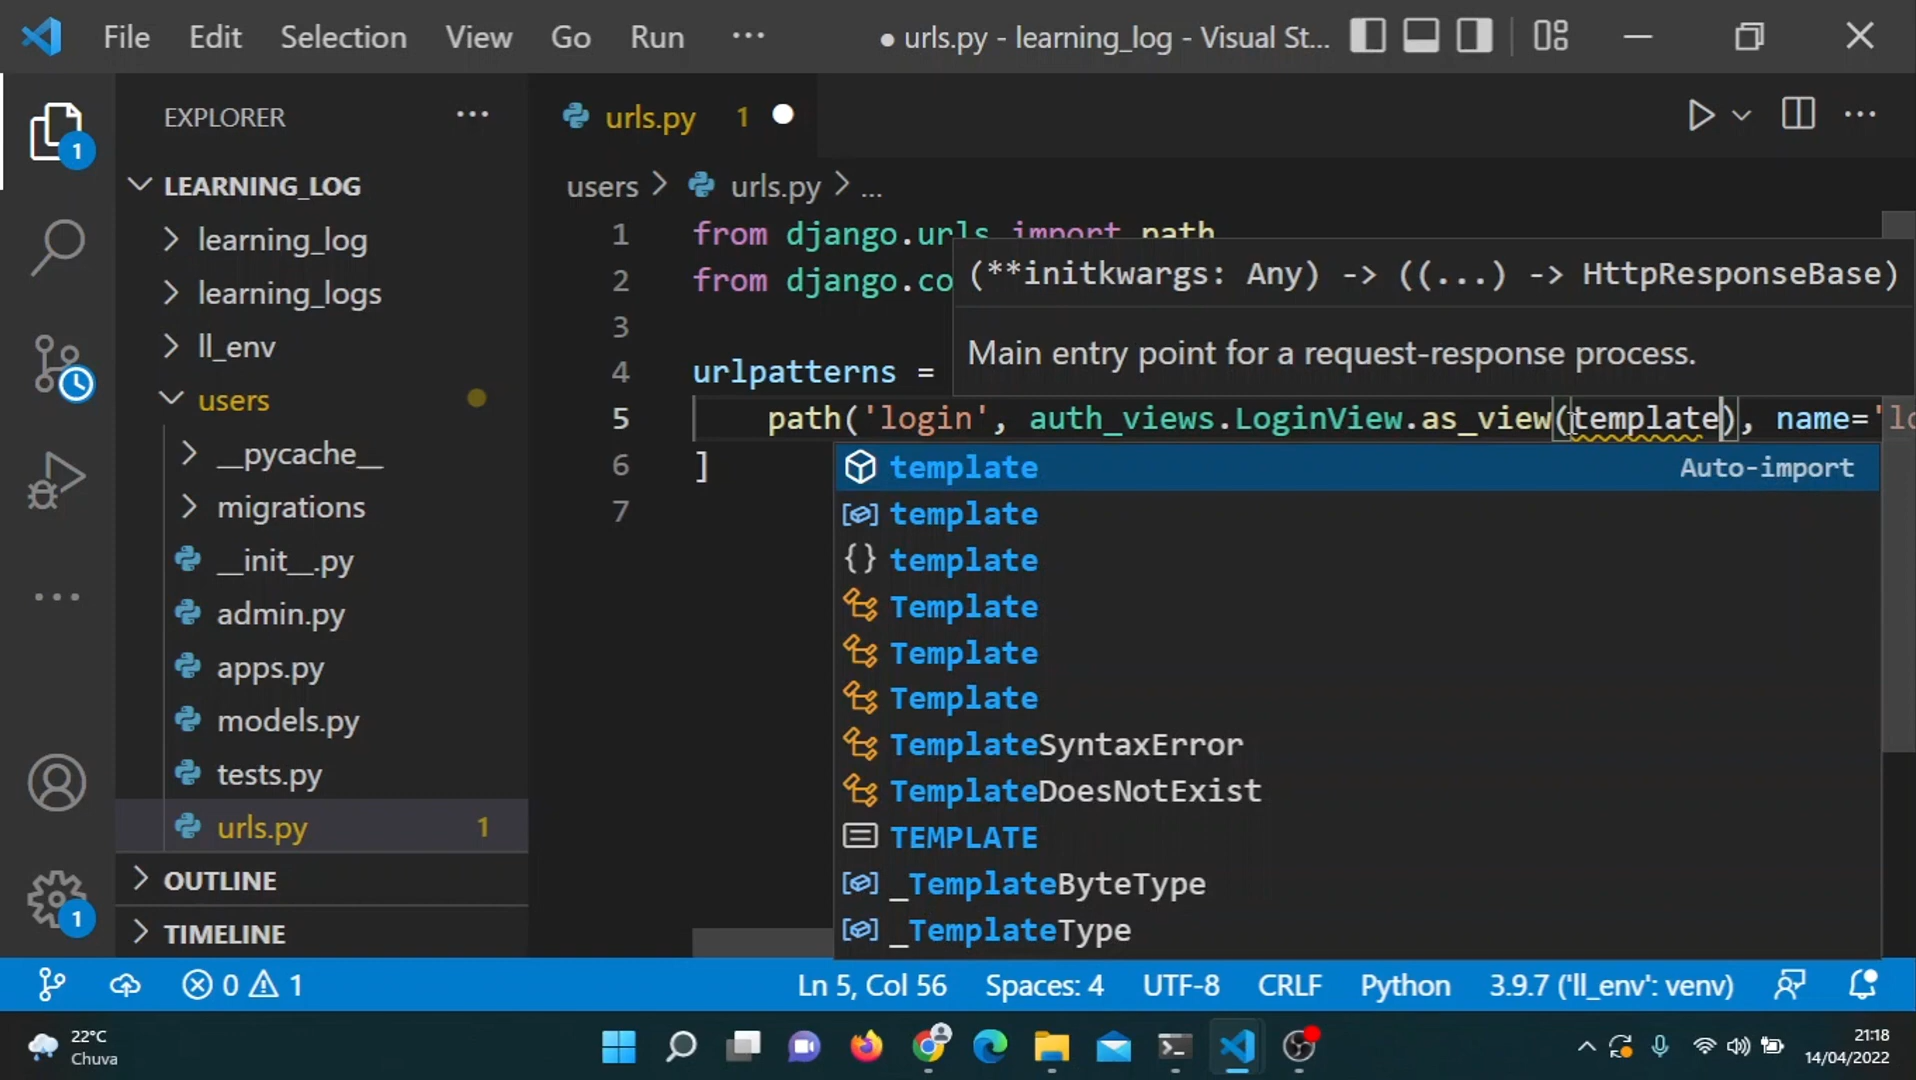 File Edit Selection View Go Run ··· ● urls.py - learning_log - Visual St...
EXPLORER ···
1
LEARNING_LOG
learning_log
learning_logs
ll_env
users
__pycache__
migrations
__init__.py
admin.py
apps.py
models.py
tests.py
urls.py 1
OUTLINE
TIMELINE
1
urls.py 1
users > urls.py > ...
1 from django.urls import path
2 from django.co
3
4 urlpatterns =
5 path('login', auth_views.LoginView.as_view(template), name='lo
6 ]
7
(**initkwargs: Any) -> ((...) -> HttpResponseBase)
Main entry point for a request-response process.
template Auto-import
template
template
Template
Template
Template
TemplateSyntaxError
TemplateDoesNotExist
TEMPLATE
_TemplateByteType
_TemplateType
0 1 Ln 5, Col 56 Spaces: 4 UTF-8 CRLF Python 3.9.7 ('ll_env': venv)
22°C
Chuva
21:18
14/04/2022